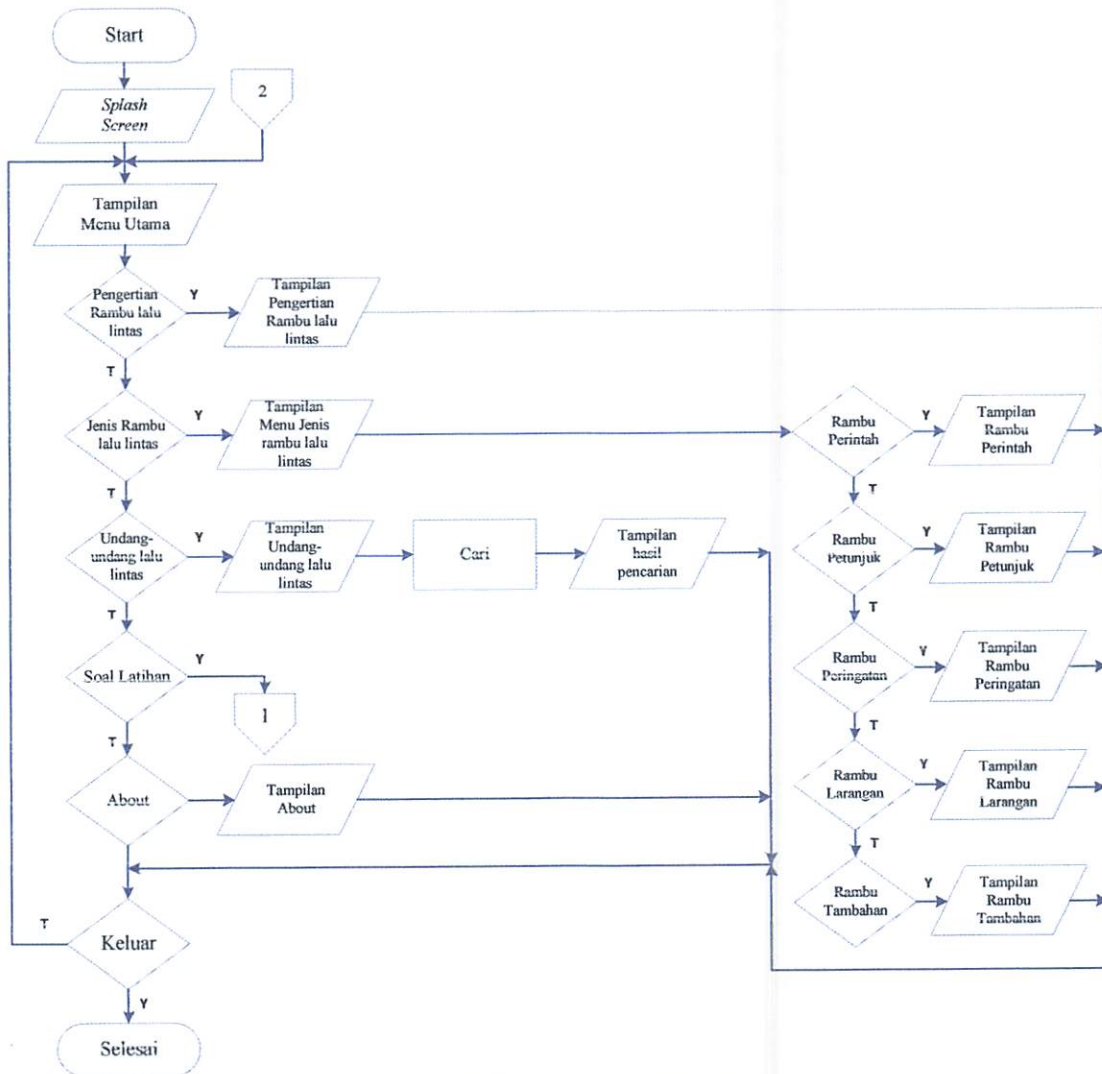 Start
Splash
Screen
2
Tampilan
Menu Utama
Pengertian
Rambu lalu
lintas
Y
Tampilan
Pengertian
Rambu lalu
lintas
T
Jenis Rambu
lalu lintas
Y
Tampilan
Menu Jenis
rambu lalu
lintas
T
Undang-
undang lalu
lintas
Y
Tampilan
Undang-
undang lalu
lintas
Cari
Tampilan
hasil
pencarian
T
Soal Latihan
Y
1
T
About
Tampilan
About
Keluar
T
Y
Selesai
Rambu
Perintah
Y
Tampilan
Rambu
Perintah
T
Rambu
Petunjuk
Y
Tampilan
Rambu
Petunjuk
T
Rambu
Peringatan
Y
Tampilan
Rambu
Peringatan
T
Rambu
Larangan
Y
Tampilan
Rambu
Larangan
T
Rambu
Tambahan
Y
Tampilan
Rambu
Tambahan